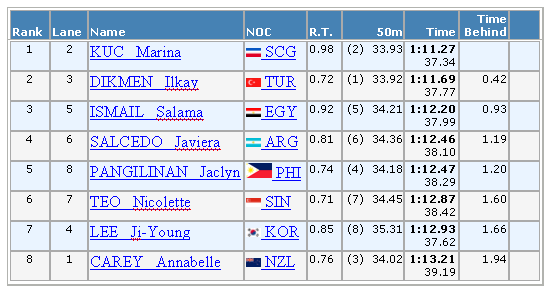 Rank Lane Name NOC R.T. 50m Time Time Behind
1 2 KUC Marina SCG 0.98 (2) 33.93 1:11.27
37.34
2 3 DIKMEN Ilkay TUR 0.72 (1) 33.92 1:11.69 0.42
37.77
3 5 ISMAIL Salama EGY 0.92 (5) 34.21 1:12.20 0.93
37.99
4 6 SALCEDO Javiera ARG 0.81 (6) 34.36 1:12.46 1.19
38.10
5 8 PANGILINAN Jaclyn PHI 0.74 (4) 34.18 1:12.47 1.20
38.29
6 7 TEO Nicolette SIN 0.71 (7) 34.45 1:12.87 1.60
38.42
7 4 LEE Ji-Young KOR 0.85 (8) 35.31 1:12.93 1.66
37.62
8 1 CAREY Annabelle NZL 0.76 (3) 34.02 1:13.21 1.94
39.19